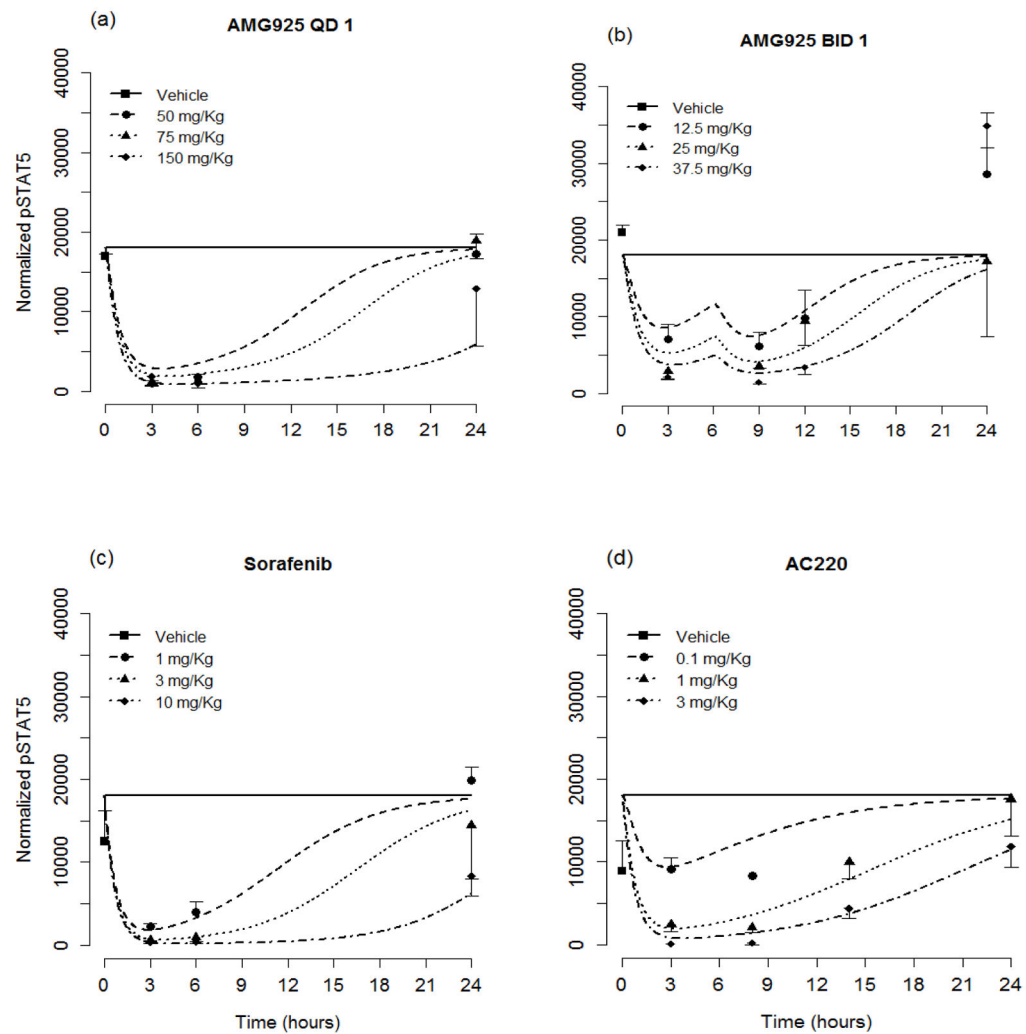 (a)
AMG925 QD 1
Normalized pSTAT5
40000
30000
20000
10000
0
Vehicle
50 mg/Kg
75 mg/Kg
150 mg/Kg
0 3 6 9 12 15 18 21 24
(b)
AMG925 BID 1
40000
30000
20000
10000
0
Vehicle
12.5 mg/Kg
25 mg/Kg
37.5 mg/Kg
0 3 6 9 12 15 18 21 24
(c)
Sorafenib
Normalized pSTAT5
40000
30000
20000
10000
0
Vehicle
1 mg/Kg
3 mg/Kg
10 mg/Kg
0 3 6 9 12 15 18 21 24
Time (hours)
(d)
AC220
40000
30000
20000
10000
0
Vehicle
0.1 mg/Kg
1 mg/Kg
3 mg/Kg
0 3 6 9 12 15 18 21 24
Time (hours)